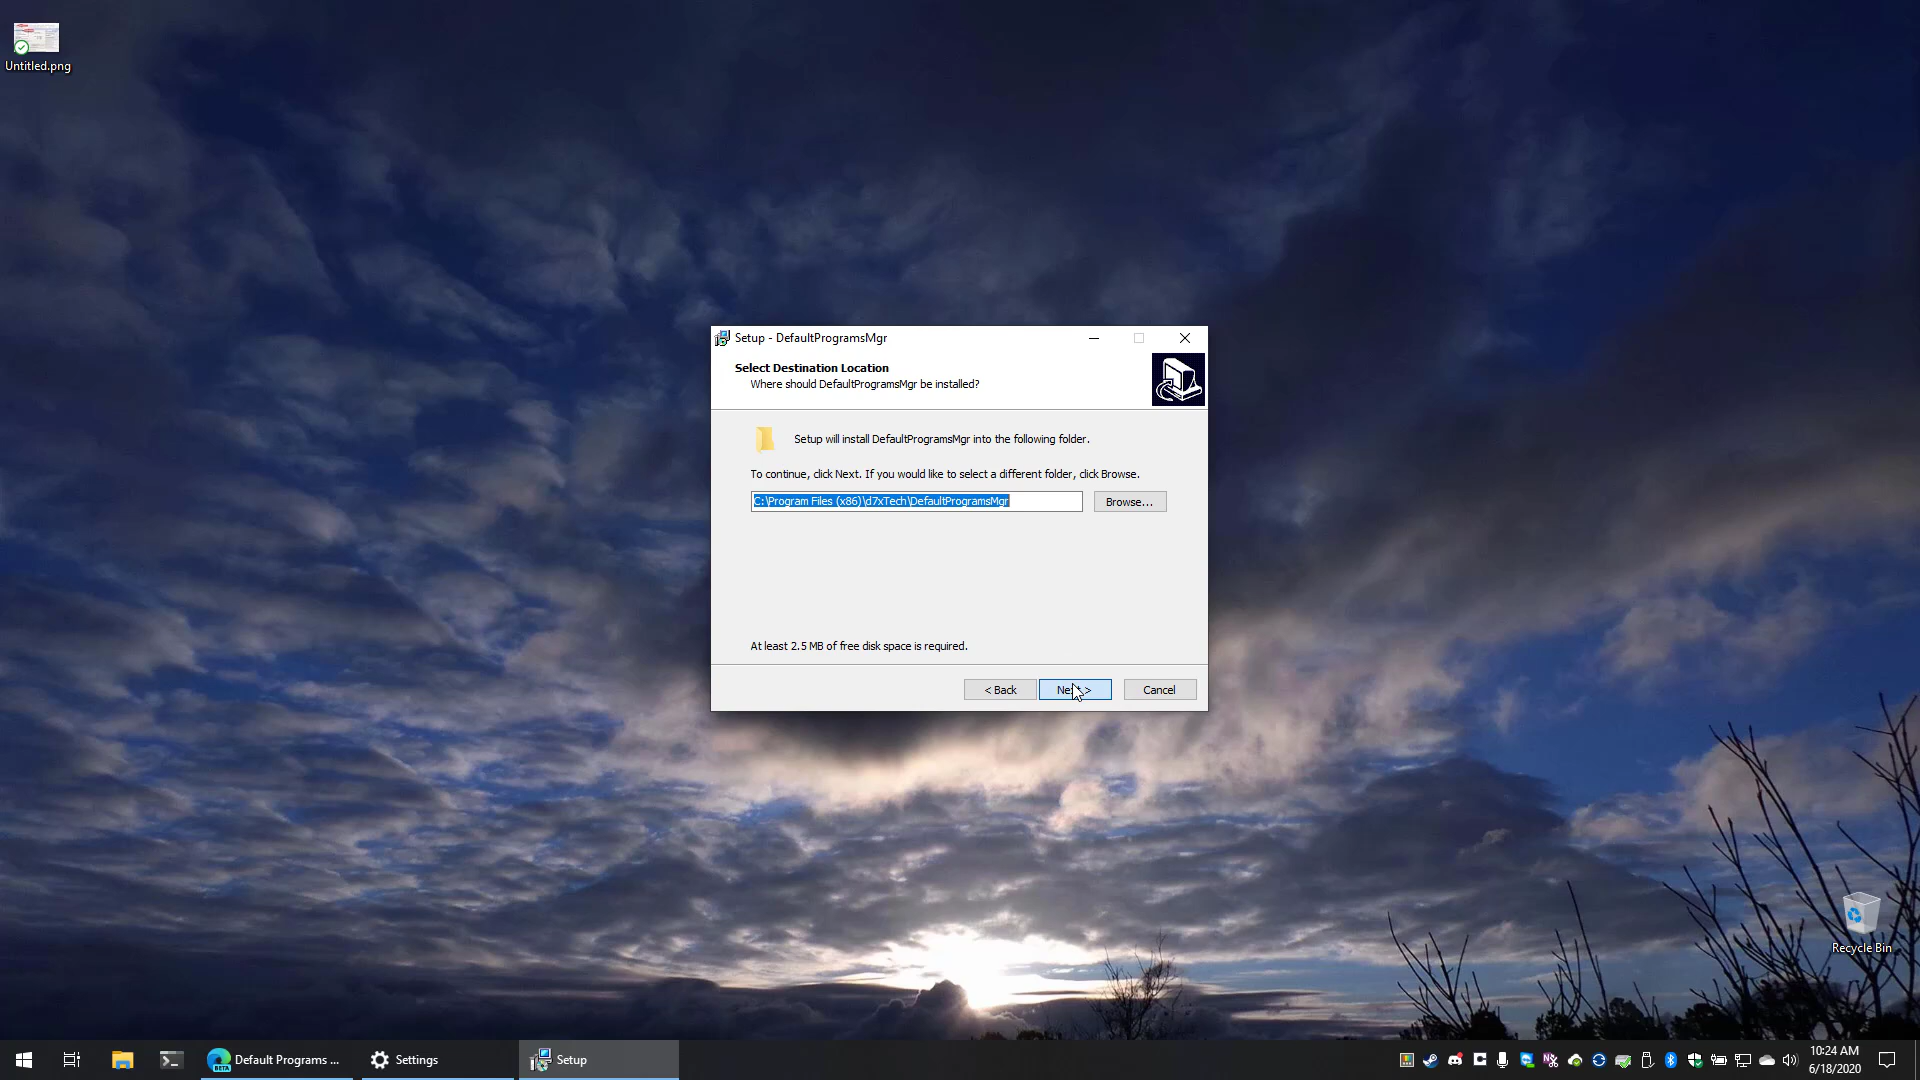 Untitled.png
Setup - DefaultProgramsMgr
Select Destination Location
Where should DefaultProgramsMgr be installed?
Setup will install DefaultProgramsMgr into the following folder.
To continue, click Next. If you would like to select a different folder, click Browse.
C:\Program Files (x86)\d7xTech\DefaultProgramsMgr
Browse...
At least 2.5 MB of free disk space is required.
< Back
Next >
Cancel
Recycle Bin
BETA
Default Programs ...
Settings
Setup
10:24 AM
6/18/2020